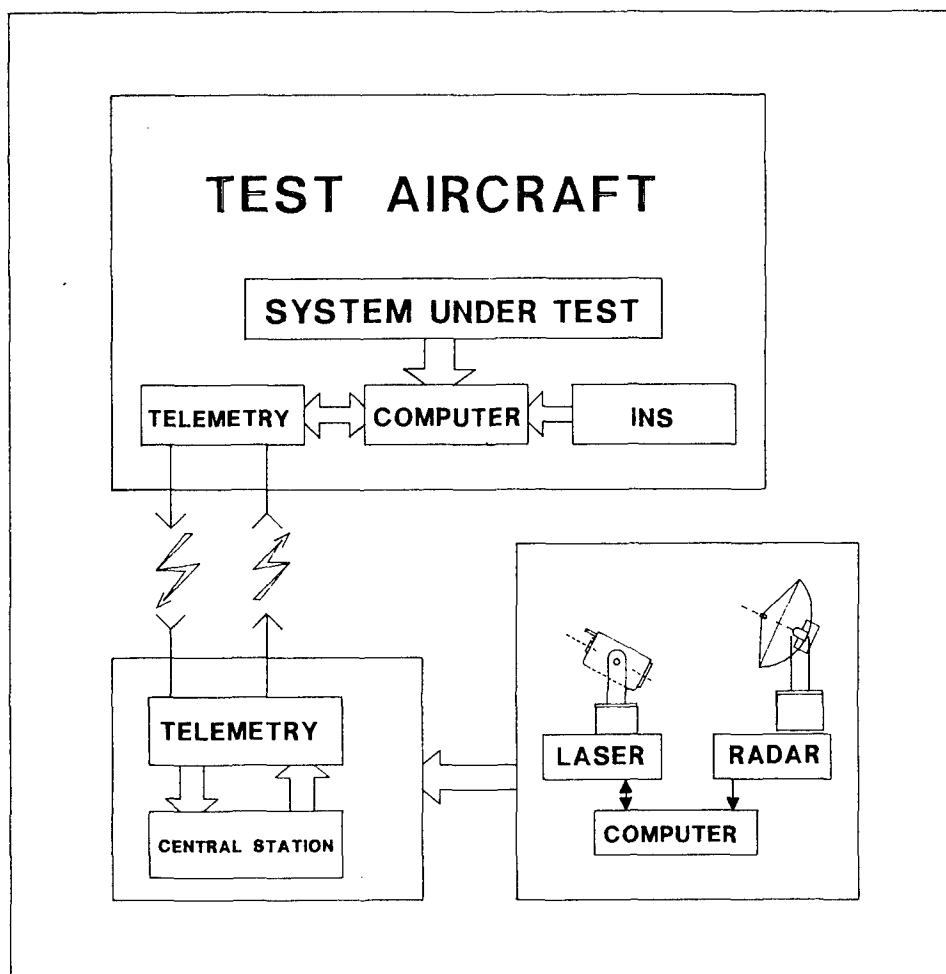 TEST AIRCRAFT
SYSTEM UNDER TEST
TELEMETRY
COMPUTER
INS
TELEMETRY
CENTRAL STATION
LASER
RADAR
COMPUTER